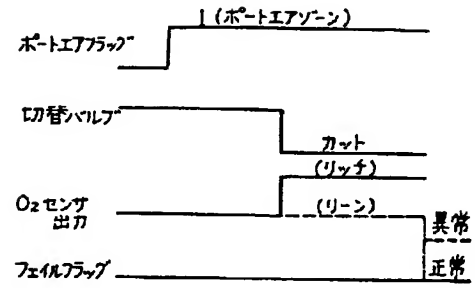 1 (ポートエアゾーン)
ポートエアフラッグ
切替バルブ
カット
(リッチ)
O2センサ
出力
(リーン)
異常
フェイルフラッグ
正常